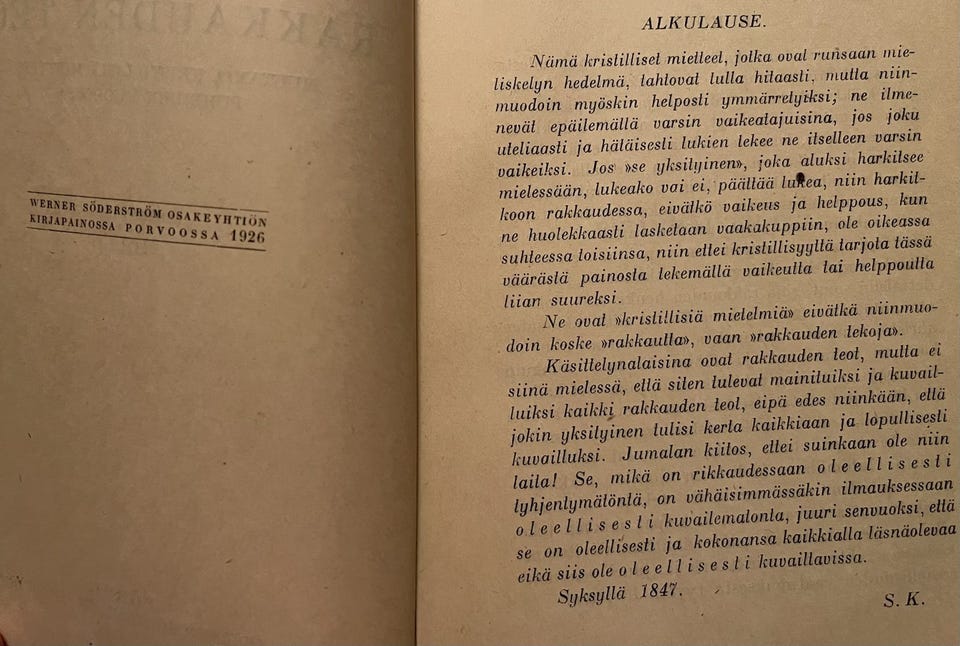 WERNER SÖDERSTRÖM OSAKEYHTIÖN
KIRJAPAINOSSA PORVOOSSA 1926
ALKULAUSE.
Nämä kristilliset mietteet, jotka ovat runsaan mie-
tiskelyn hedelmä, tahtovat tulla hitaasti, mutta niin-
muodoin myöskin helposti ymmärretyiksi; ne ilme-
nevät epäilemällä varsin vaikeatajuisina, jos joku
uteliaasti ja hätäisesti lukien tekee ne itselleen varsin
vaikeiksi. Jos »se yksityinen», joka aluksi harkitsee
mielessään, lukeako vai ei, päättää lukea, niin harkit-
koon rakkaudessa, eivätkö vaikeus ja helppous, kun
ne huolekkaasti lasketaan vaakakuppiin, ole oikeassa
suhteessa toisiinsa, niin ettei kristillisyyttä tarjota tässä
väärästä painosta tekemällä vaikeutta tai helppoutta
liian suureksi.
Ne ovat »kristillisiä mietelmiä» eivätkä niinmuo-
doin koske »rakkautta», vaan »rakkauden tekoja».
Käsittelynalaisina ovat rakkauden teot, mutta ei
siinä mielessä, että siten tulevat mainituiksi ja kuvail-
luiksi kaikki rakkauden teot, eipä edes niinkään, että
jokin yksityinen tulisi kerta kaikkiaan ja lopullisesti
kuvailluksi. Jumalan kiitos, ettei suinkaan ole niin
laita! Se, mikä on rikkaudessaan oleellisesti
tyhjentymätöntä, on vähäisimmässäkin ilmauksessaan
oleellisesti kuvailematonta, juuri senvuoksi, että
se on oleellisesti ja kokonansa kaikkialla läsnäolevaa
eikä siis ole oleellisesti kuvailtavissa.
Syksyllä 1847.
S. K.